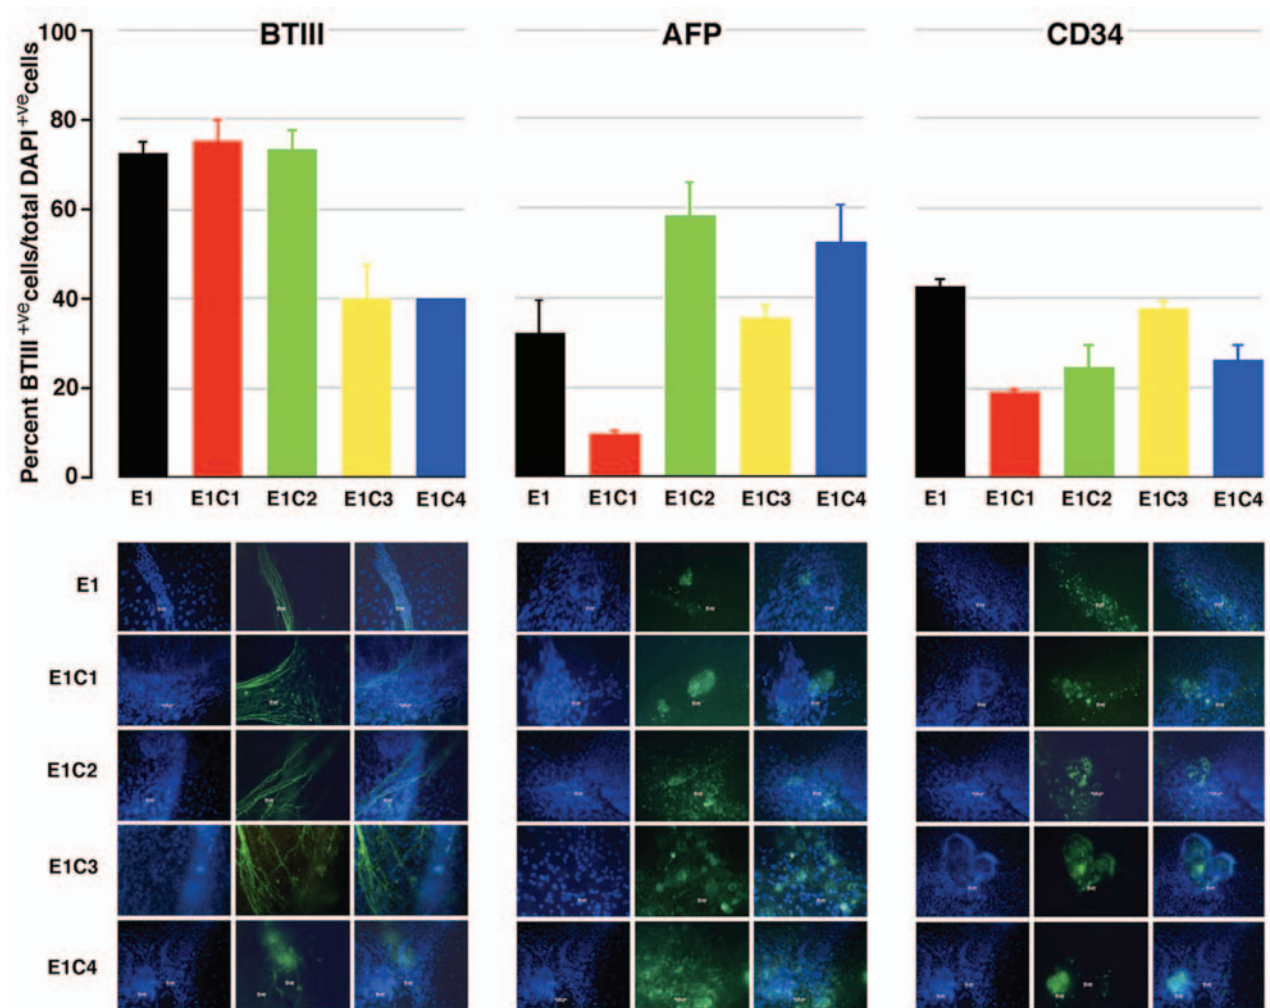 BTIII AFP CD34
Percent BTIII +ve cells/total DAPI +ve cells
100
80
60
40
20
0
E1 E1C1 E1C2 E1C3 E1C4 E1 E1C1 E1C2 E1C3 E1C4 E1 E1C1 E1C2 E1C3 E1C4
E1
E1C1
E1C2
E1C3
E1C4